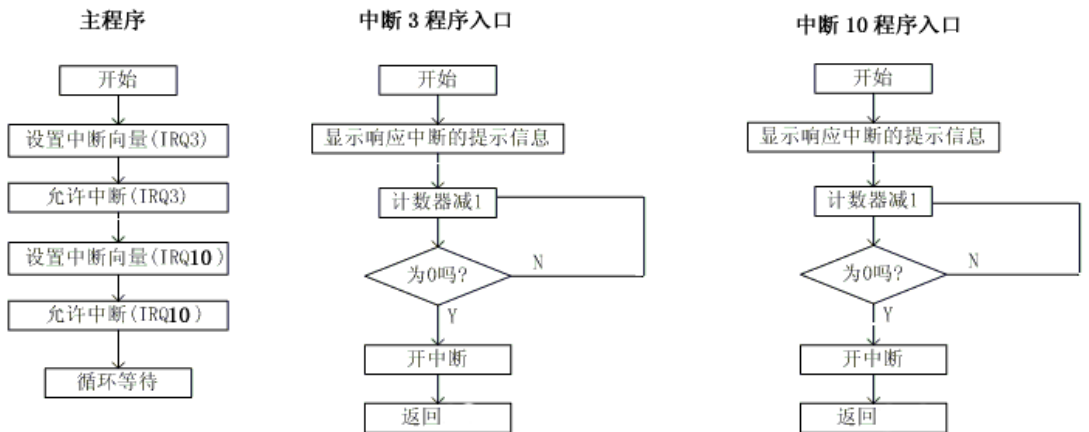 主程序
开始
设置中断向量(IRQ3)
允许中断(IRQ3)
设置中断向量(IRQ10)
允许中断(IRQ10)
循环等待
中断 3 程序入口
开始
显示响应中断的提示信息
计数器减1
为0吗?
N
Y
开中断
返回
中断 10 程序入口
开始
显示响应中断的提示信息
计数器减1
为0吗?
N
Y
开中断
返回